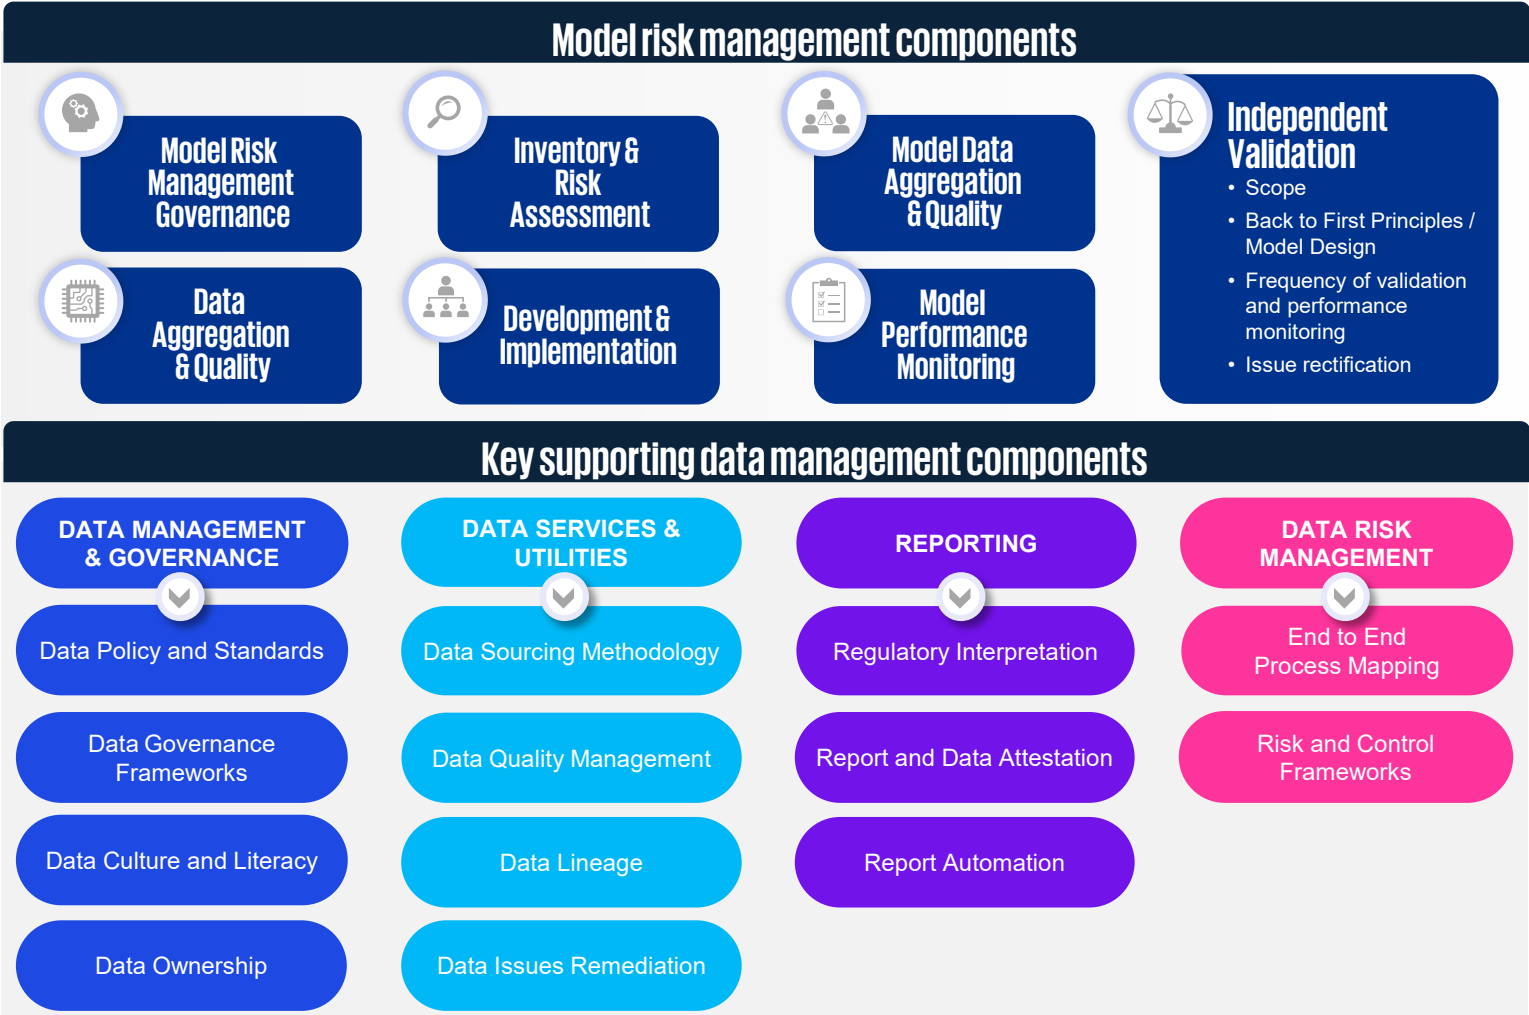 Model risk management components
Model Risk
Management
Governance
Inventory &
Risk
Assessment
Model Data
Aggregation
& Quality
Independent
Validation
• Scope
• Back to First Principles /
Model Design
• Frequency of validation
and performance
monitoring
• Issue rectification
Data
Aggregation
& Quality
Development &
Implementation
Model
Performance
Monitoring
Key supporting data management components
DATA MANAGEMENT
& GOVERNANCE
Data Policy and Standards
Data Governance
Frameworks
Data Culture and Literacy
Data Ownership
DATA SERVICES &
UTILITIES
Data Sourcing Methodology
Data Quality Management
Data Lineage
Data Issues Remediation
REPORTING
Regulatory Interpretation
Report and Data Attestation
Report Automation
DATA RISK
MANAGEMENT
End to End
Process Mapping
Risk and Control
Frameworks